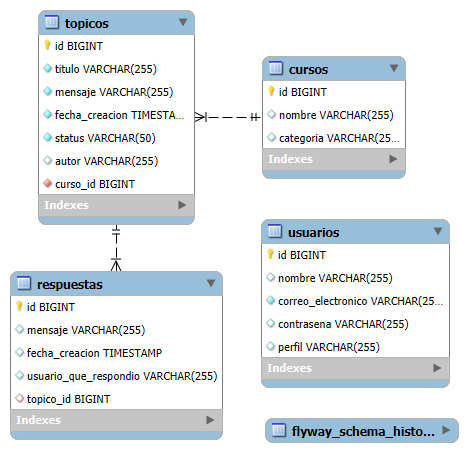 topicos
id BIGINT
titulo VARCHAR(255)
mensaje VARCHAR(255)
fecha_creacion TIMESTA...
status VARCHAR(50)
autor VARCHAR(255)
curso_id BIGINT
Indexes
cursos
id BIGINT
nombre VARCHAR(255)
categoria VARCHAR(25...
Indexes
respuestas
id BIGINT
mensaje VARCHAR(255)
fecha_creacion TIMESTAMP
usuario_que_respondio VARCHAR(255)
topico_id BIGINT
Indexes
usuarios
id BIGINT
nombre VARCHAR(255)
correo_electronico VARCHAR(25...
contrasena VARCHAR(255)
perfil VARCHAR(255)
Indexes
flyway_schema_histo...